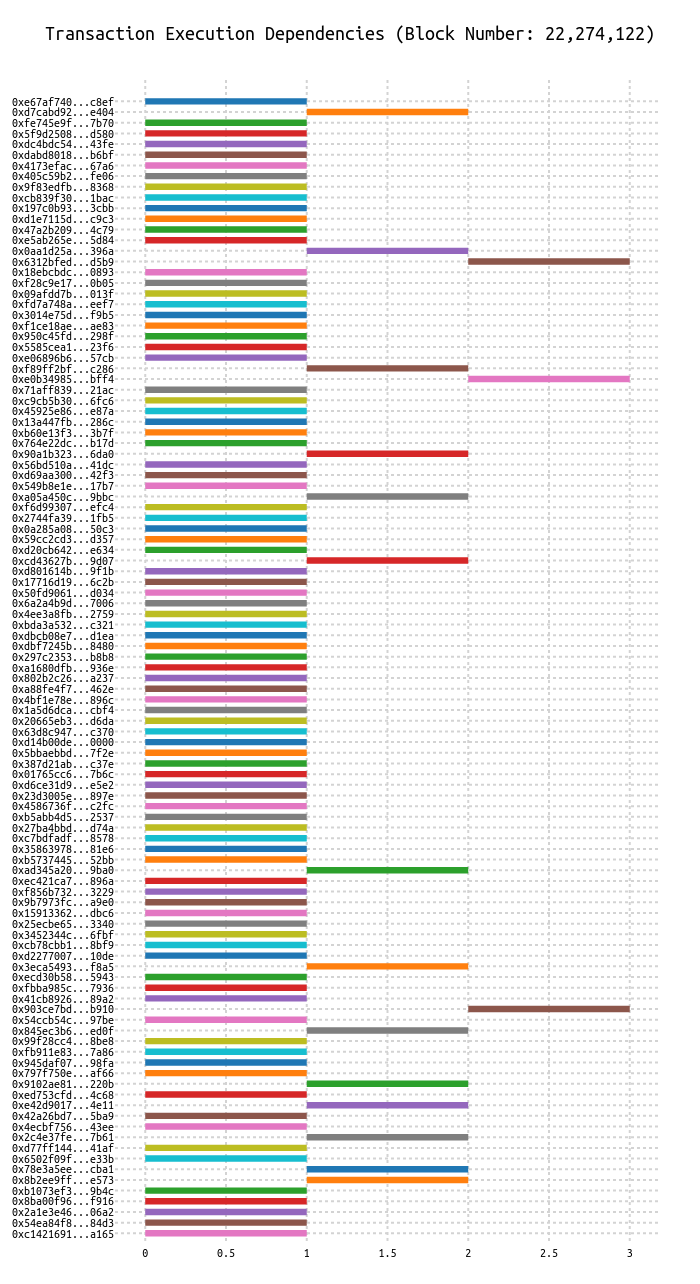 Transaction Execution Dependencies (Block Number: 22,274,122)
0xe67af740...c8ef
0xd7cabd92...e404
0xfe745e9f...7b70
0x5f9d2508...d580
0xdc4bdc54...43fe
0xdabd8018...b6bf
0x4173efac...67a6
0x405c59b2...fe06
0x9f83edfb...8368
0xcb839f30...1bac
0x197c0b93...3cbb
0xd1e7115d...c9c3
0x47a2b209...4c79
0xe5ab265e...5d84
0x0aa1d25a...396a
0x6312bfed...d5b9
0x18ebcbdc...0893
0xf28c9e17...0b05
0x09afdd7b...013f
0xfd7a748a...eef7
0x3014e75d...f9b5
0xf1ce18ae...ae83
0x950c45fd...298f
0x5585cea1...23f6
0xe06896b6...57cb
0xf89ff2bf...c286
0xe0b34985...bff4
0x71aff839...21ac
0xc9cb5b30...6fc6
0x45925e86...e87a
0x13a447fb...286c
0xb60e13f3...3b7f
0x764e22dc...b17d
0x90a1b323...6da0
0x56bd510a...41dc
0xd69aa300...42f3
0x549b8e1e...17b7
0xa05a450c...9bbc
0xf6d99307...efc4
0x2744fa39...1fb5
0x0a285a08...50c3
0x59cc2cd3...d357
0xd20cb642...e634
0xcd43627b...9d07
0xd801614b...9f1b
0x17716d19...6c2b
0x50fd9061...d034
0x6a2a4b9d...7006
0x4ee3a8fb...2759
0xbda3a532...c321
0xdbcb08e7...d1ea
0xdbf7245b...8480
0x297c2353...b8b8
0xa1680dfb...936e
0x802b2c26...a237
0xa88fe4f7...462e
0x4bf1e78e...896c
0x1a5d6dca...cbf4
0x20665eb3...d6da
0x63d8c947...c370
0xd14b00de...0000
0x5bbaebbd...7f2e
0x387d21ab...c37e
0x01765cc6...7b6c
0xd6ce31d9...e5e2
0x23d3005e...897e
0x4586736f...c2fc
0xb5abb4d5...2537
0x27ba4bbd...d74a
0xc7bdfadf...8578
0x35863978...81e6
0xb5737445...52bb
0xad345a20...9ba0
0xec421ca7...896a
0xf856b732...3229
0x9b7973fc...a9e0
0x15913362...dbc6
0x25ecbe65...3340
0x3452344c...6fbf
0xcb78cbb1...8bf9
0xd2277007...10de
0x3eca5493...f8a5
0xecd30b58...5943
0xfbba985c...7936
0x41cb8926...89a2
0x903ce7bd...b910
0x54ccb54c...97be
0x845ec3b6...ed0f
0x99f28cc4...8be8
0xfb911e83...7a86
0x945daf07...98fa
0x797f750e...af66
0x9102ae81...220b
0xed753cfd...4c68
0xe42d9017...4e11
0x42a26bd7...5ba9
0x4ecbf756...43ee
0x2c4e37fe...7b61
0xd77ff144...41af
0x6502f09f...e33b
0x78e3a5ee...cba1
0x8b2ee9ff...e573
0xb1073ef3...9b4c
0x8ba00f96...f916
0x2a1e3e46...06a2
0x54ea84f8...84d3
0xc1421691...a165
0 0.5 1 1.5 2 2.5 3